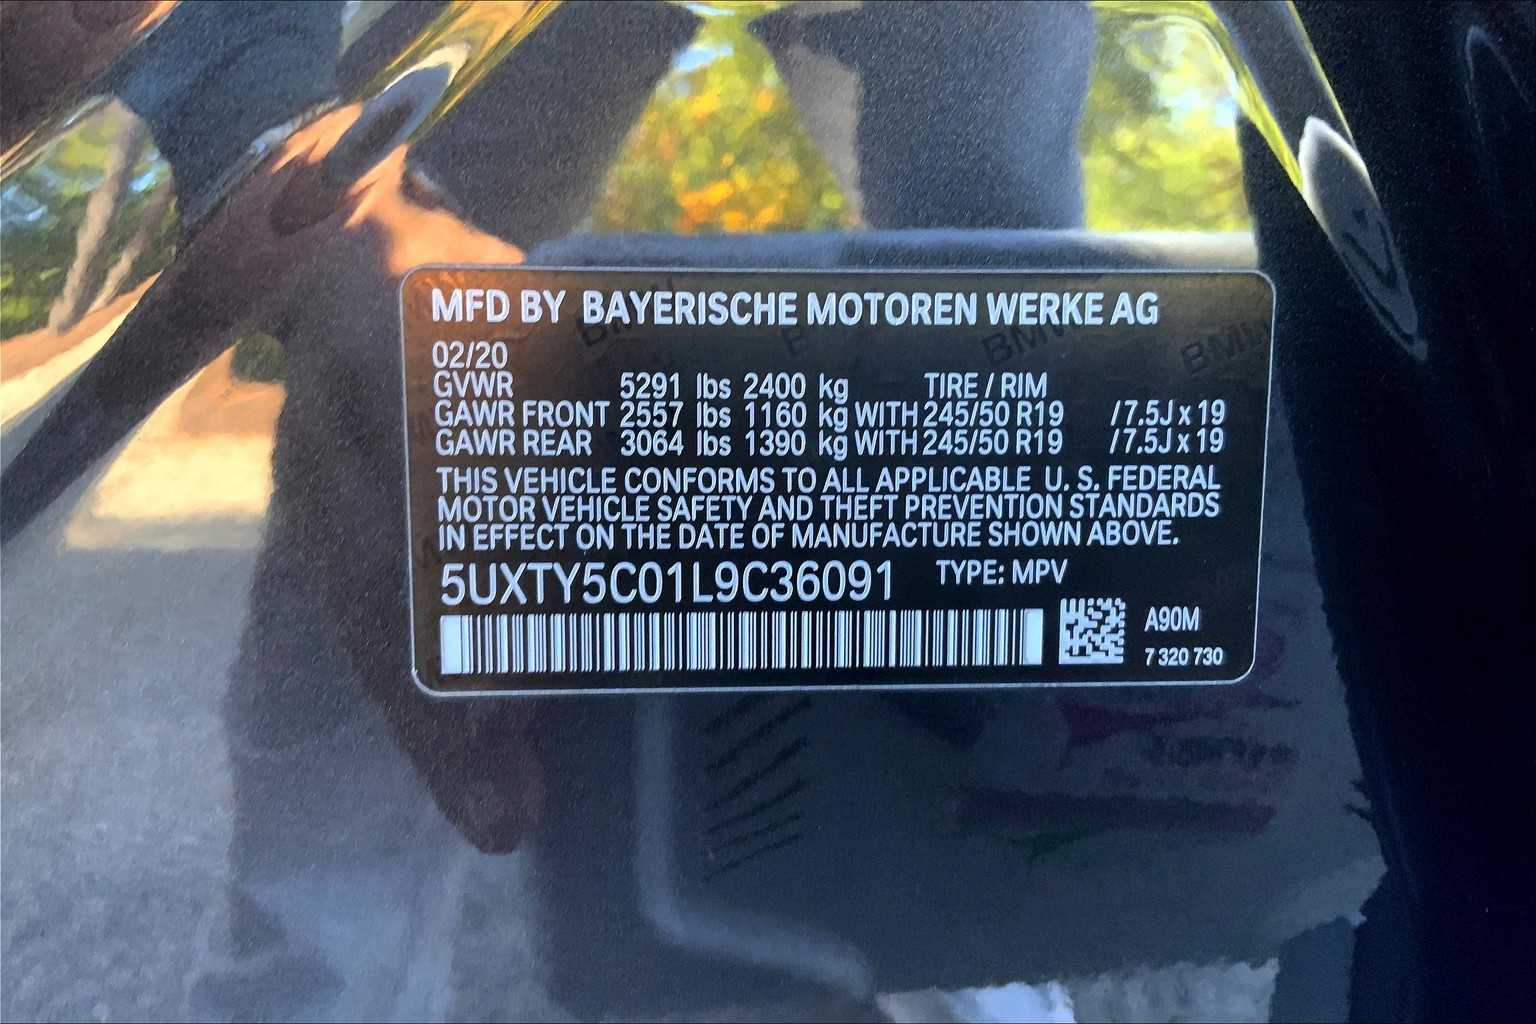 MFD BY BAYERISCHE MOTOREN WERKE AG
02/20
GVWR 5291 lbs 2400 kg TIRE / RIM
GAWR FRONT 2557 lbs 1160 kg WITH 245/50 R19 / 7.5J x 19
GAWR REAR 3064 lbs 1390 kg WITH 245/50 R19 / 7.5J x 19
THIS VEHICLE CONFORMS TO ALL APPLICABLE U. S. FEDERAL
MOTOR VEHICLE SAFETY AND THEFT PREVENTION STANDARDS
IN EFFECT ON THE DATE OF MANUFACTURE SHOWN ABOVE.
5UXTY5C01L9C36091 TYPE: MPV
A90M
7 320 730